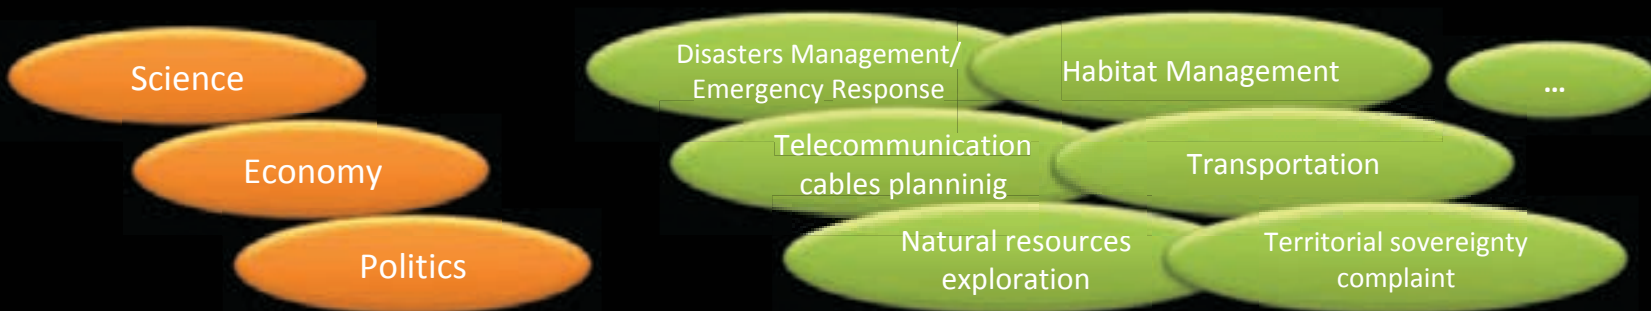 Science
Economy
Politics
Disasters Management/
Emergency Response
Habitat Management
...
Telecommunication
cables planninig
Transportation
Natural resources
exploration
Territorial sovereignty
complaint